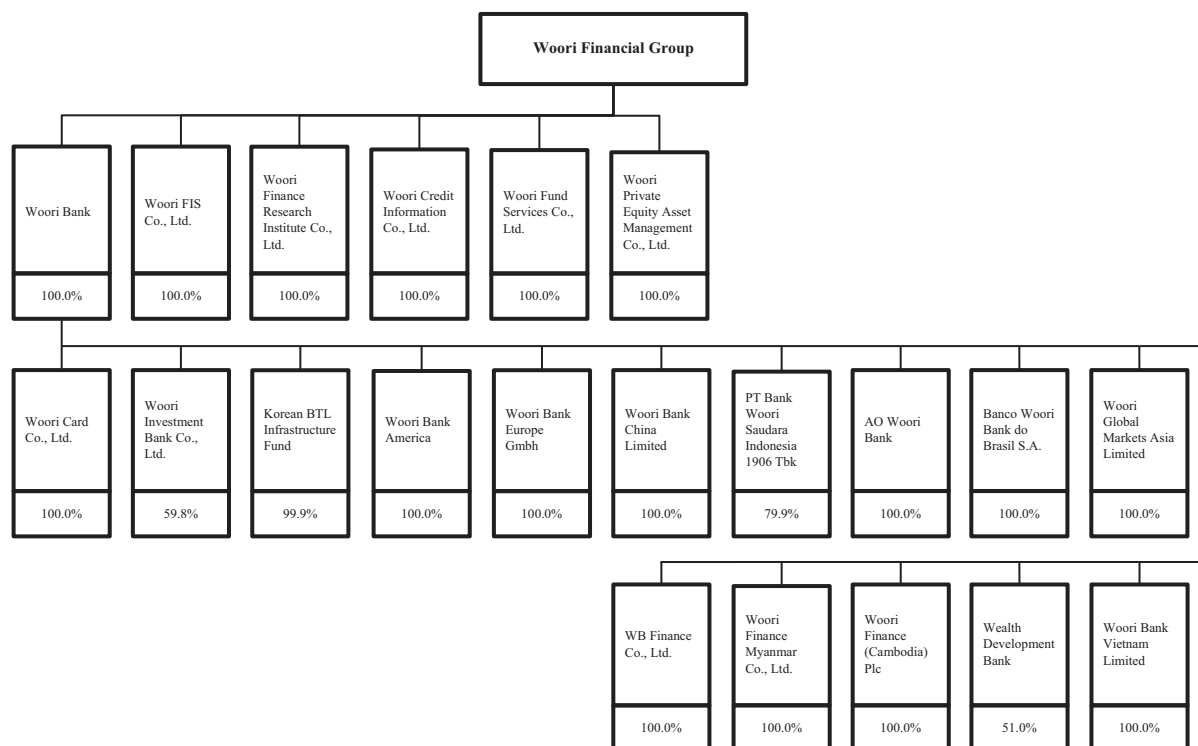 Woori Financial Group
Woori Bank
100.0%
Woori FIS
Co., Ltd.
100.0%
Woori
Finance
Research
Institute Co.,
Ltd.
100.0%
Woori Credit
Information
Co., Ltd.
100.0%
Woori Fund
Services Co.,
Ltd.
100.0%
Woori
Private
Equity Asset
Management
Co., Ltd.
100.0%
Woori Card
Co., Ltd.
100.0%
Woori
Investment
Bank Co.,
Ltd.
59.8%
Korean BTL
Infrastructure
Fund
99.9%
Woori Bank
America
100.0%
Woori Bank
Europe
Gmbh
100.0%
Woori Bank
China
Limited
100.0%
PT Bank
Woori
Saudara
Indonesia
1906 Tbk
79.9%
AO Woori
Bank
100.0%
Banco Woori
Bank do
Brasil S.A.
100.0%
Woori
Global
Markets Asia
Limited
100.0%
WB Finance
Co., Ltd.
100.0%
Woori
Finance
Myanmar
Co., Ltd.
100.0%
Woori
Finance
(Cambodia)
Plc
100.0%
Wealth
Development
Bank
51.0%
Woori Bank
Vietnam
Limited
100.0%